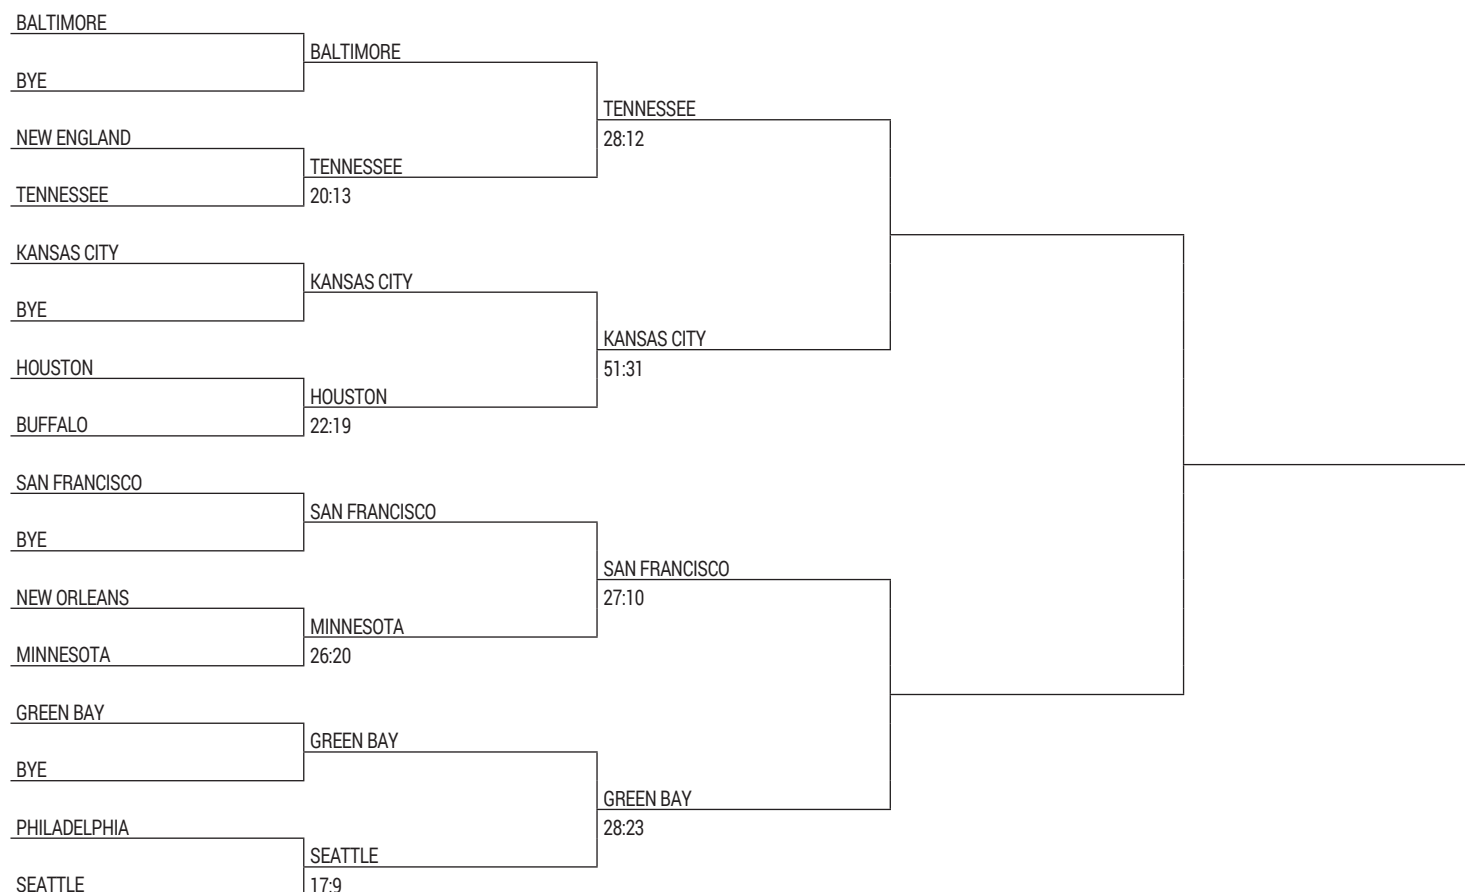 BALTIMORE
BYE
NEW ENGLAND
TENNESSEE
KANSAS CITY
BYE
HOUSTON
BUFFALO
SAN FRANCISCO
BYE
NEW ORLEANS
MINNESOTA
GREEN BAY
BYE
PHILADELPHIA
SEATTLE
BALTIMORE
TENNESSEE
20:13
KANSAS CITY
HOUSTON
22:19
SAN FRANCISCO
MINNESOTA
26:20
GREEN BAY
SEATTLE
17:9
TENNESSEE
28:12
KANSAS CITY
51:31
SAN FRANCISCO
27:10
GREEN BAY
28:23